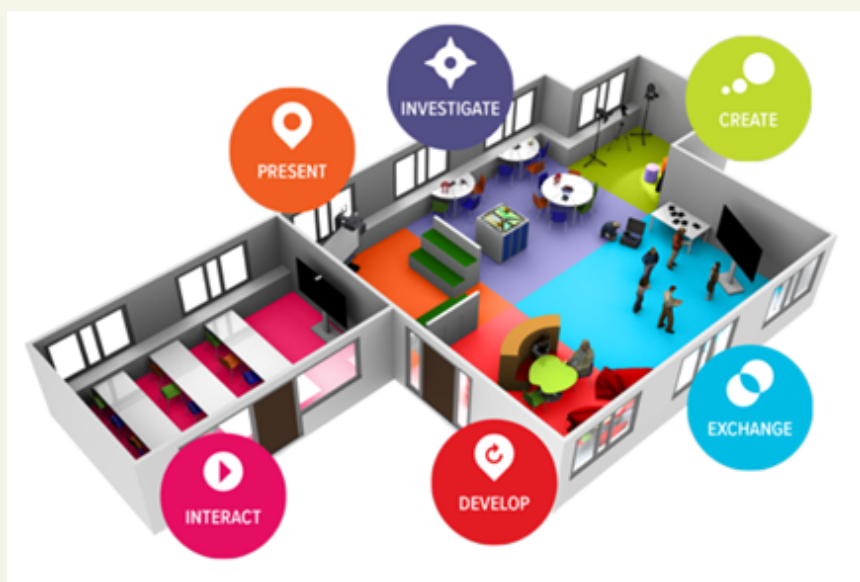 INVESTIGATE
CREATE
PRESENT
EXCHANGE
DEVELOP
INTERACT